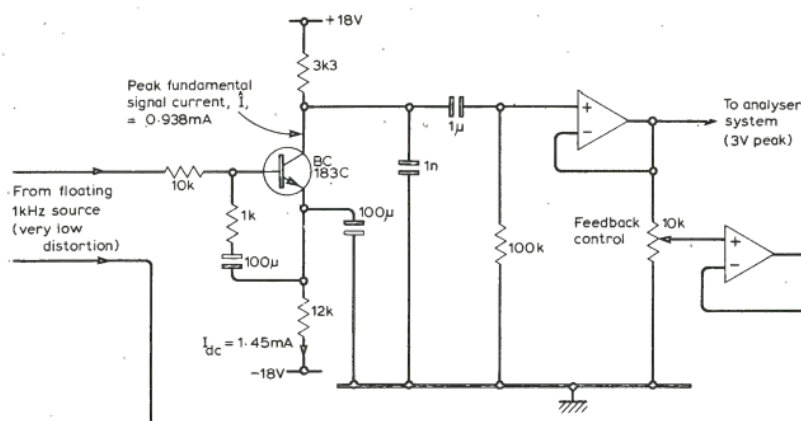 +18V
3k3
Peak fundamental
signal current, Î,
= 0·938mA
To analyser
system
(3V peak)
1μ
BC
183C
1n
10k
From floating
1kHz source
(very low
distortion)
1k
100μ
100μ
100k
Feedback
control
10k
12k
Idc = 1·45mA
-18V
+
-
+
-